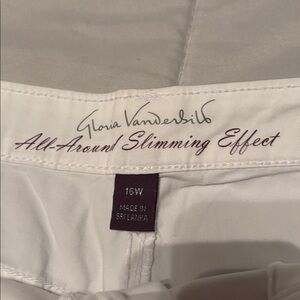 Gloria Vanderbilt
All-Around Slimming Effect
16W
MADE IN
SRI LANKA